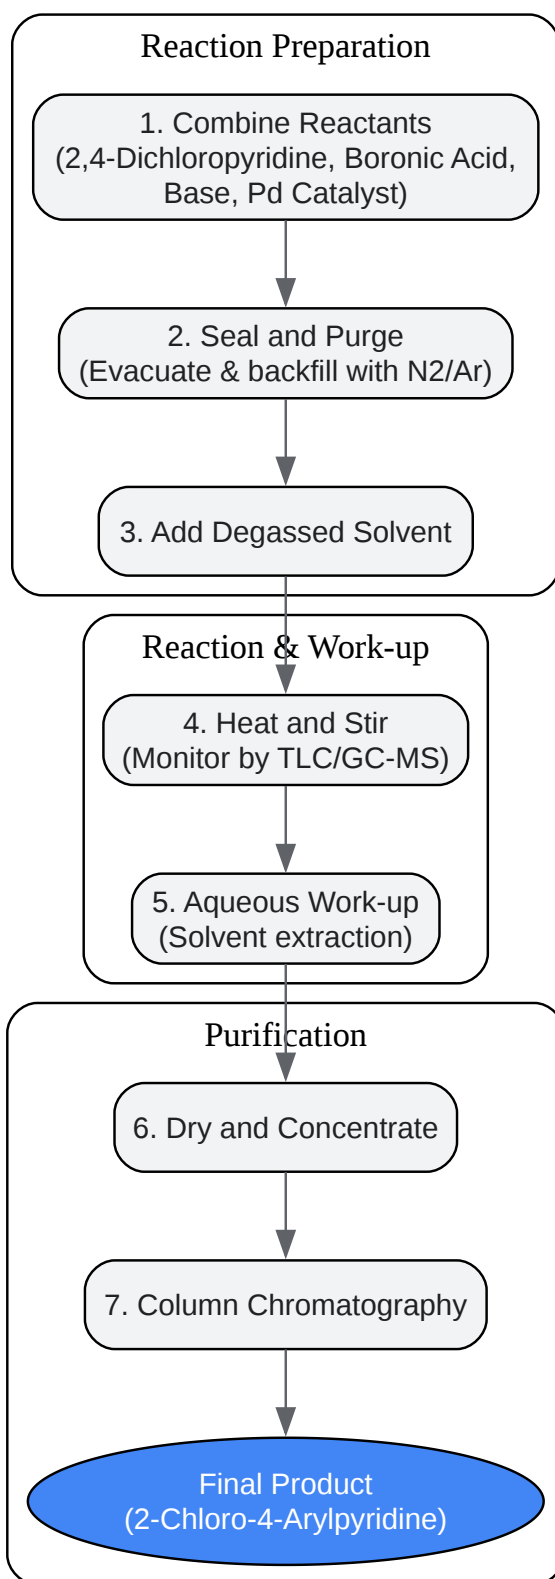 Reaction Preparation
1. Combine Reactants
(2,4-Dichloropyridine, Boronic Acid,
Base, Pd Catalyst)
2. Seal and Purge
(Evacuate & backfill with N2/Ar)
3. Add Degassed Solvent
Reaction & Work-up
4. Heat and Stir
(Monitor by TLC/GC-MS)
5. Aqueous Work-up
(Solvent extraction)
Purification
6. Dry and Concentrate
7. Column Chromatography
Final Product
(2-Chloro-4-Arylpyridine)